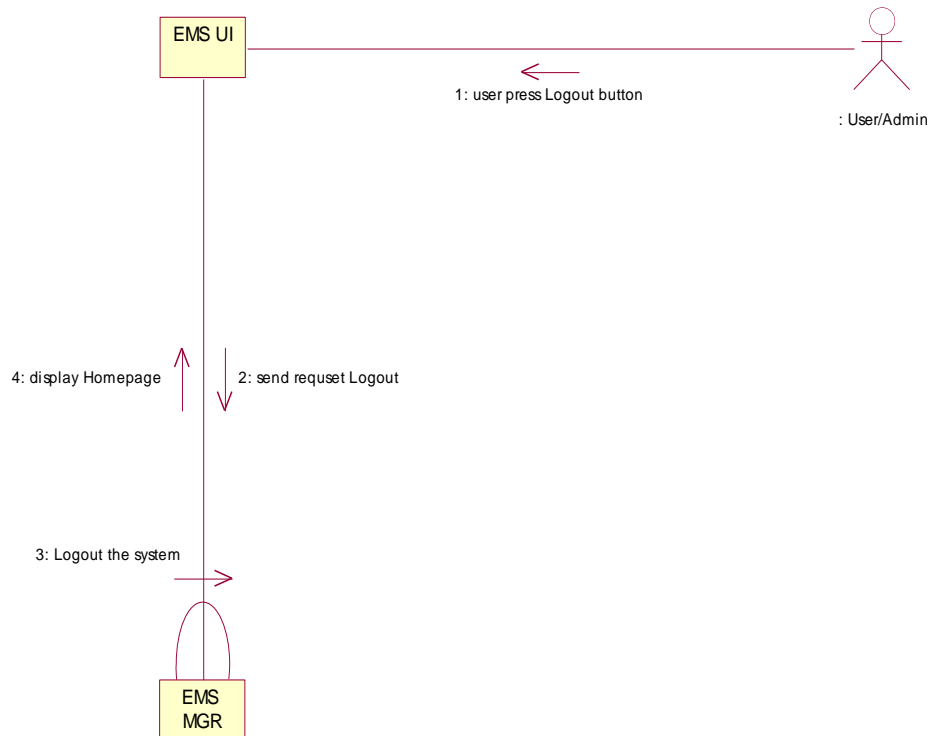 EMS UI
1: user press Logout button
: User/Admin
4: display Homepage
2: send requset Logout
3: Logout the system
EMS
MGR